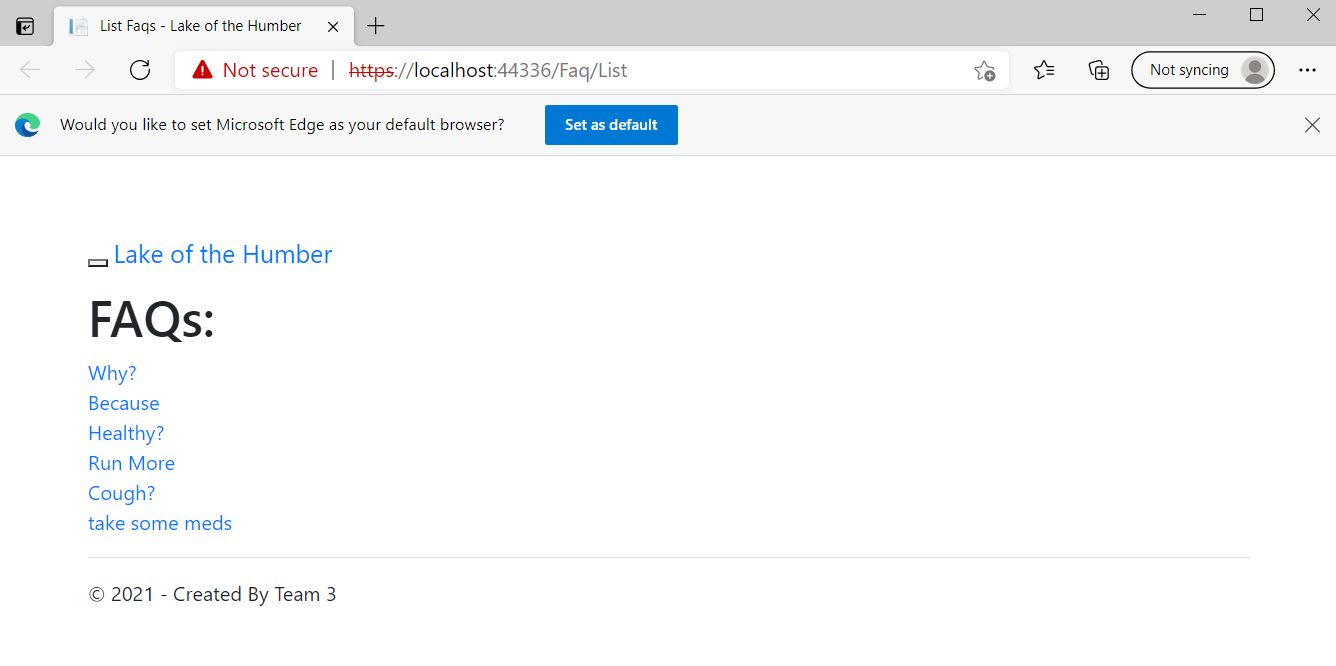 List Faqs - Lake of the Humber
Not secure https://localhost:44336/Faq/List Not syncing
Would you like to set Microsoft Edge as your default browser? Set as default
Lake of the Humber
FAQs:
Why?
Because
Healthy?
Run More
Cough?
take some meds
© 2021 - Created By Team 3